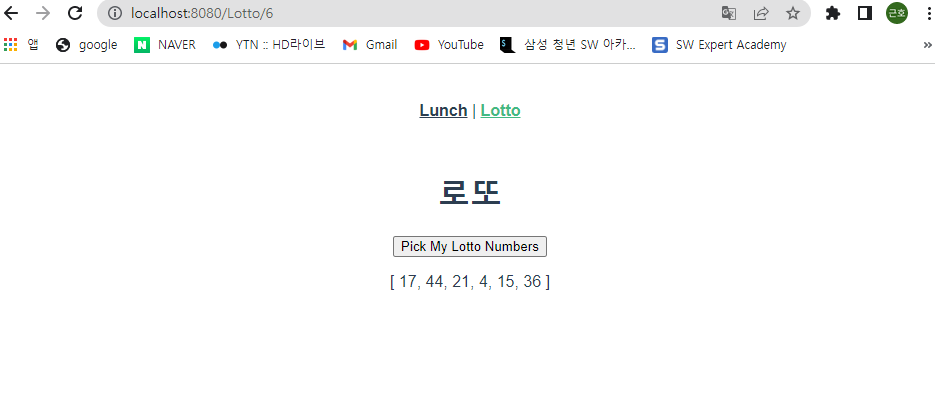 localhost:8080/Lotto/6
근호
앱 google NAVER YTN :: HD라이브 Gmail YouTube 삼성 청년 SW 아카... SW Expert Academy »
Lunch | Lotto
로또
Pick My Lotto Numbers
[ 17, 44, 21, 4, 15, 36 ]